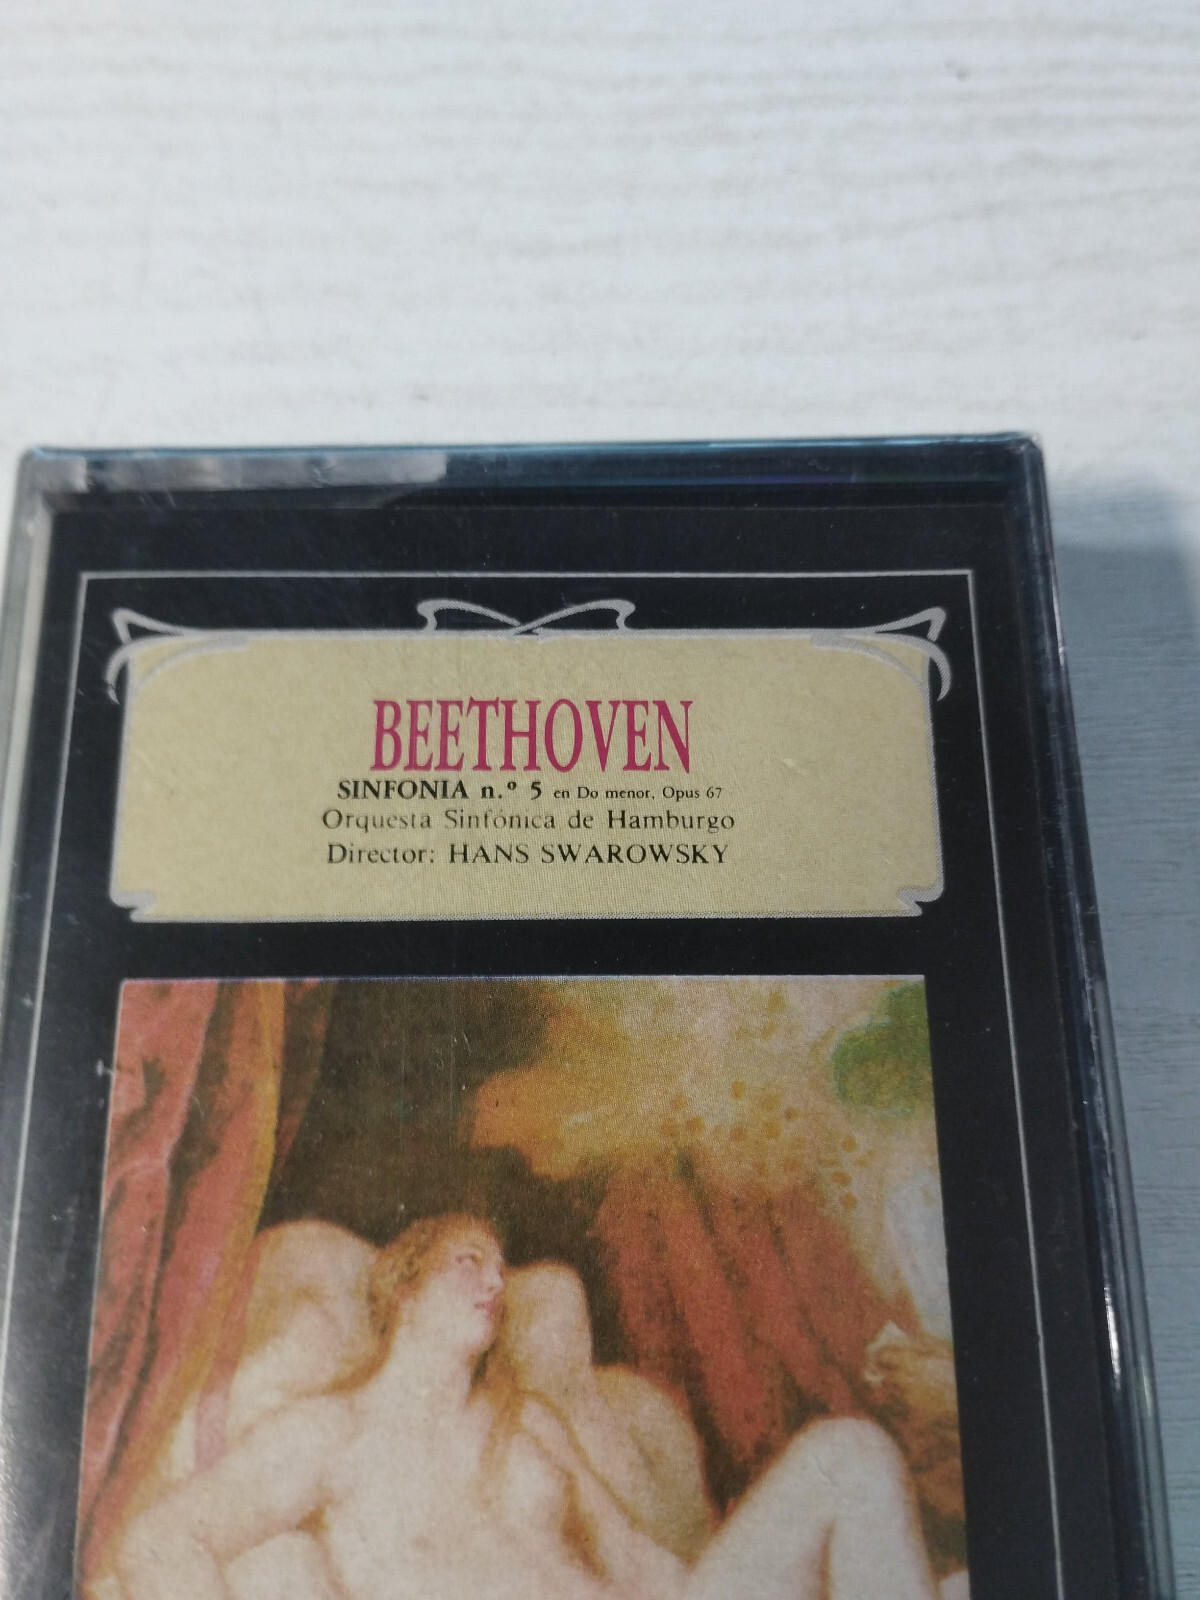 BEETHOVEN
SINFONIA n.º 5 en Do menor, Opus 67
Orquesta Sinfónica de Hamburgo
Director: HANS SWAROWSKY